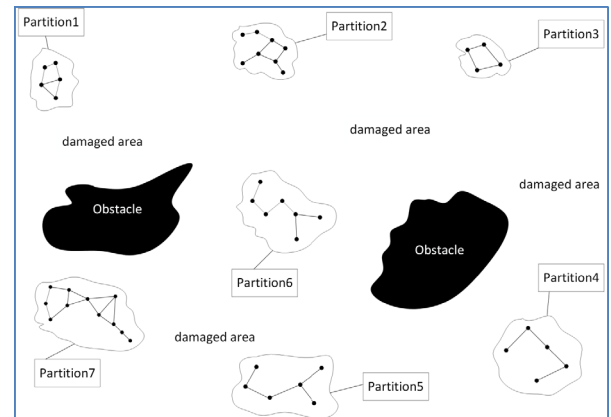 Partition1
Partition2
Partition3
damaged area
damaged area
damaged area
Obstacle
Obstacle
Partition6
Partition4
damaged area
Partition7
Partition5